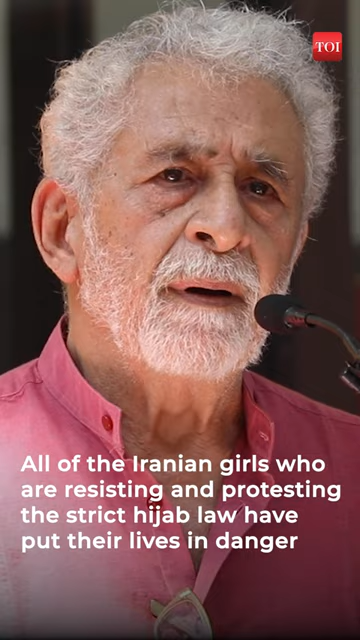 TOI
All of the Iranian girls who
are resisting and protesting
the strict hijab law have
put their lives in danger